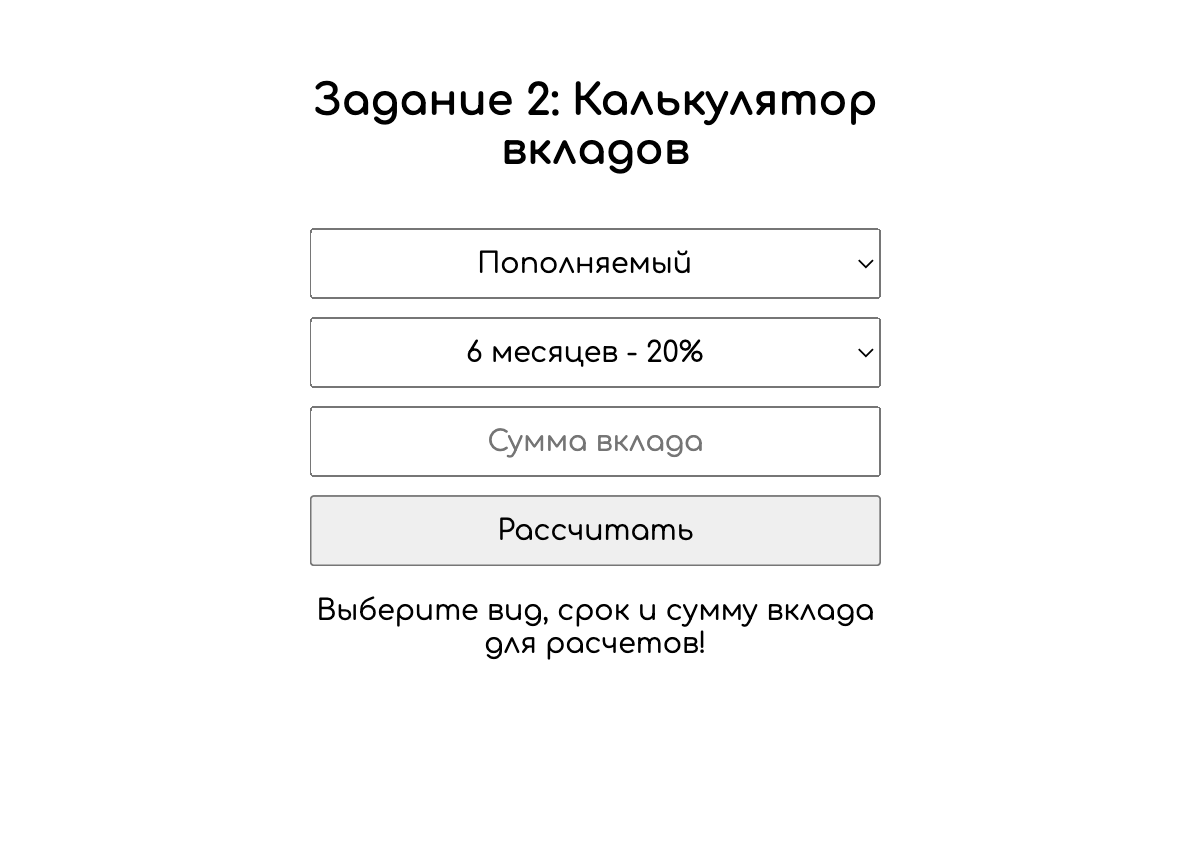 Задание 2: Калькулятор
вкладов
Пополняемый
6 месяцев - 20%
Сумма вклада
Рассчитать
Выберите вид, срок и сумму вклада
для расчетов!